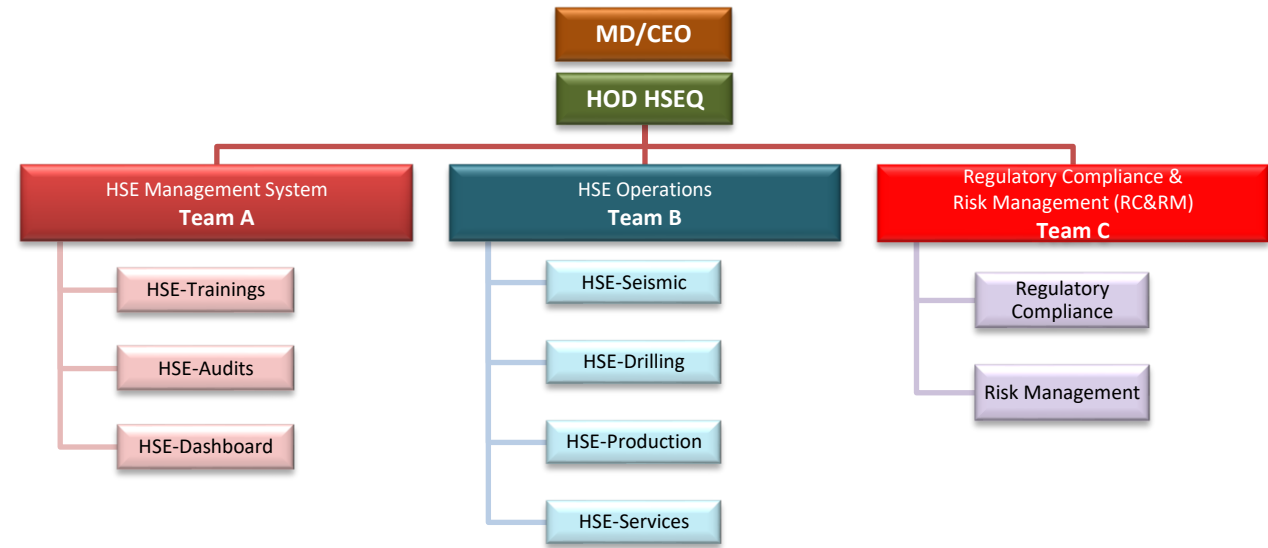 MD/CEO
HOD HSEQ
HSE Management System
Team A
HSE-Trainings
HSE-Audits
HSE-Dashboard
HSE Operations
Team B
HSE-Seismic
HSE-Drilling
HSE-Production
HSE-Services
Regulatory Compliance &
Risk Management (RC&RM)
Team C
Regulatory
Compliance
Risk Management